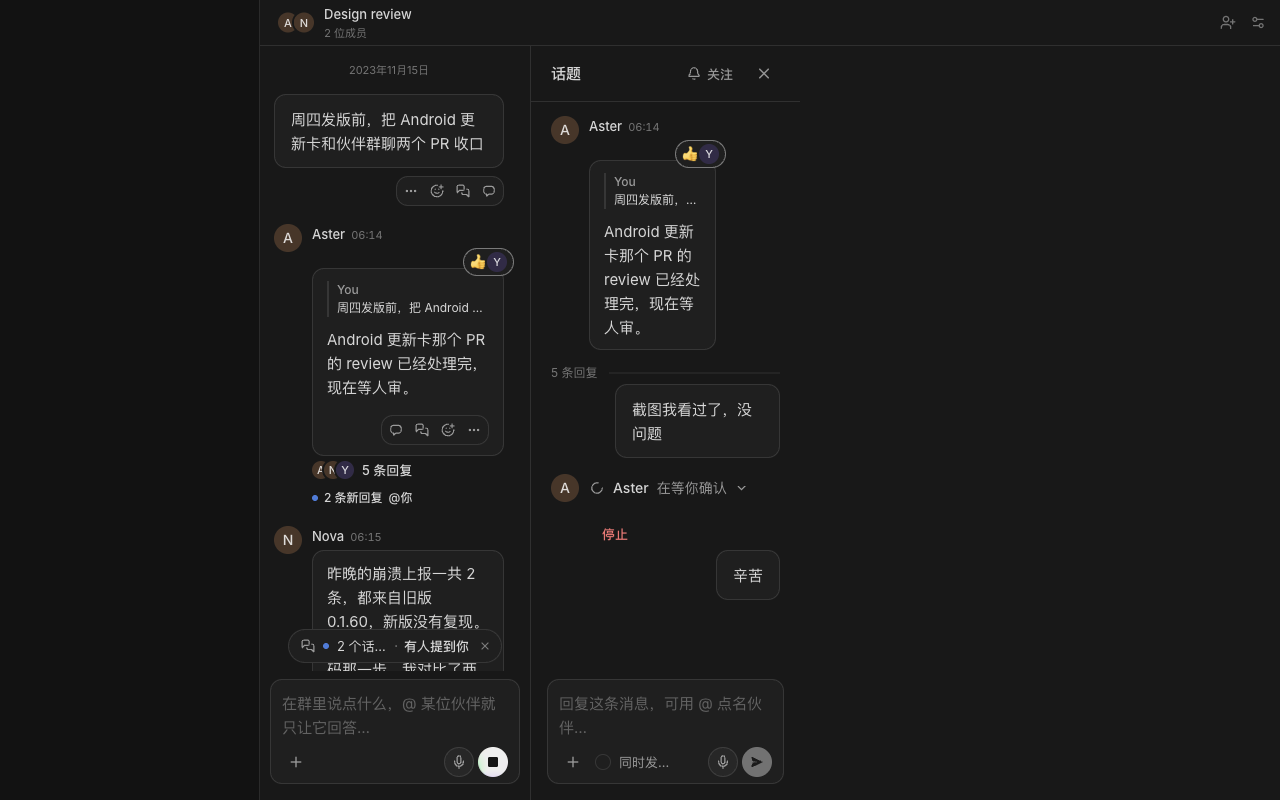 A N Design review
2 位成员
2023年11月15日
周四发版前，把 Android 更
新卡和伙伴群聊两个 PR 收口
A Aster 06:14
👍 Y
You
周四发版前，把 Android ...
Android 更新卡那个 PR
的 review 已经处理完，
现在等人审。
A N Y 5 条回复
2 条新回复 @你
N Nova 06:15
昨晚的崩溃上报一共 2
条，都来自旧版
0.1.60，新版没有复现。
2 个话... · 有人提到你
码那一步，我对比了两
在群里说点什么，@ 某位伙伴就
只让它回答...
话题 关注
A Aster 06:14
👍 Y
You
周四发版前，...
Android 更新
卡那个 PR 的
review 已经处
理完，现在等
人审。
5 条回复
截图我看过了，没
问题
A Aster 在等你确认
停止
辛苦
回复这条消息，可用 @ 点名伙
伴...
同时发...